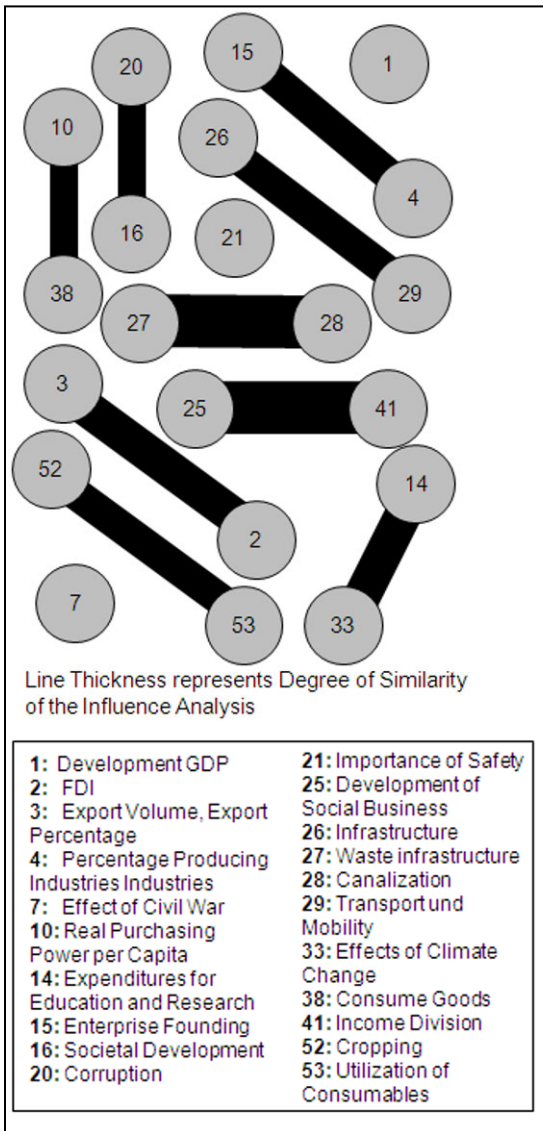 15
1
20
10
26
4
16
21
38
29
27
28
3
25
41
52
14
2
7
53
33
Line Thickness represents Degree of Similarity
of the Influence Analysis
1: Development GDP
2: FDI
3: Export Volume, Export
Percentage
4: Percentage Producing
Industries Industries
7: Effect of Civil War
10: Real Purchasing
Power per Capita
14: Expenditures for
Education and Research
15: Enterprise Founding
16: Societal Development
20: Corruption
21: Importance of Safety
25: Development of
Social Business
26: Infrastructure
27: Waste infrastructure
28: Canalization
29: Transport und
Mobility
33: Effects of Climate
Change
38: Consume Goods
41: Income Division
52: Cropping
53: Utilization of
Consumables